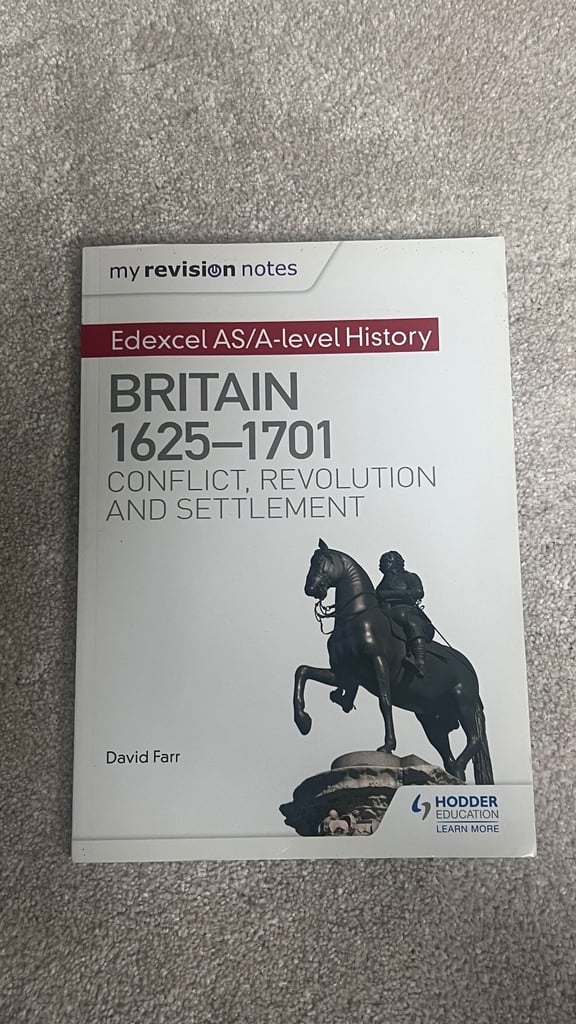 my revision notes
Edexcel AS/A-level History
BRITAIN
1625–1701
CONFLICT, REVOLUTION
AND SETTLEMENT
David Farr
HODDER
EDUCATION
LEARN MORE